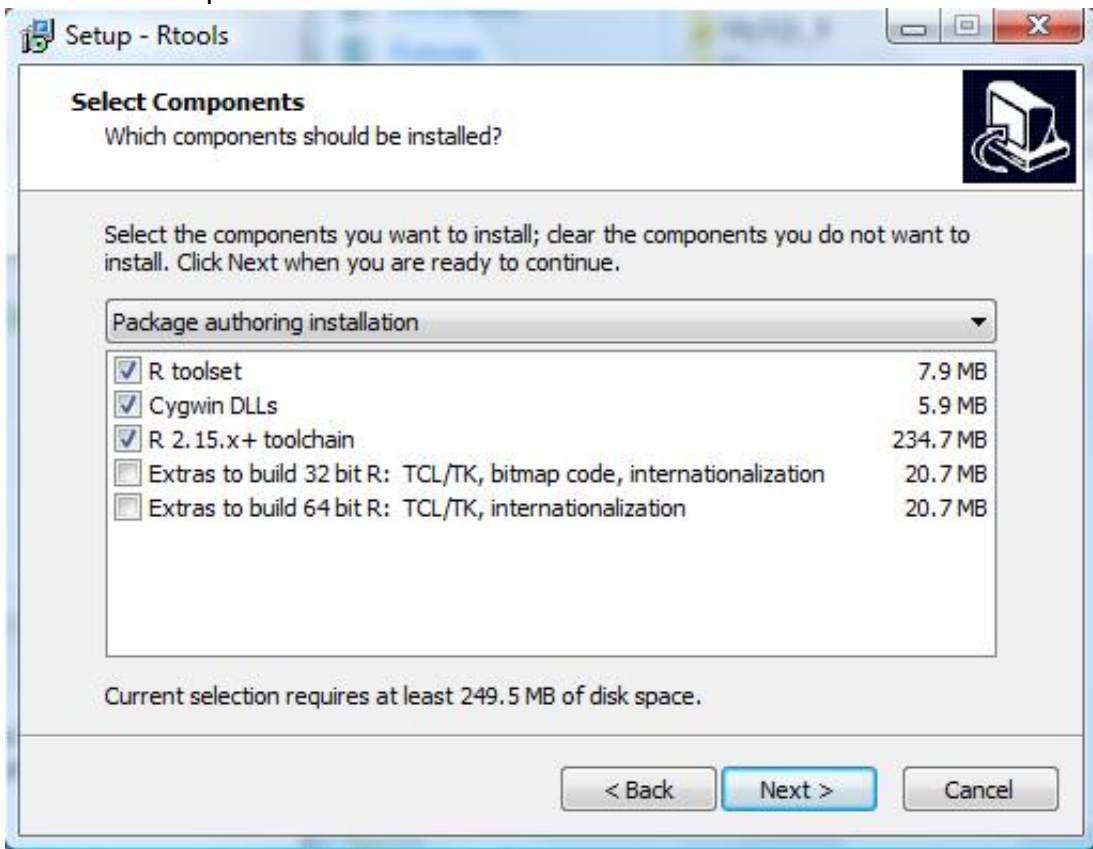 Setup - Rtools
Select Components
Which components should be installed?
Select the components you want to install; clear the components you do not want to
install. Click Next when you are ready to continue.
Package authoring installation
R toolset 7.9 MB
Cygwin DLLs 5.9 MB
R 2.15.x+ toolchain 234.7 MB
Extras to build 32 bit R: TCL/TK, bitmap code, internationalization 20.7 MB
Extras to build 64 bit R: TCL/TK, internationalization 20.7 MB
Current selection requires at least 249.5 MB of disk space.
< Back Next > Cancel